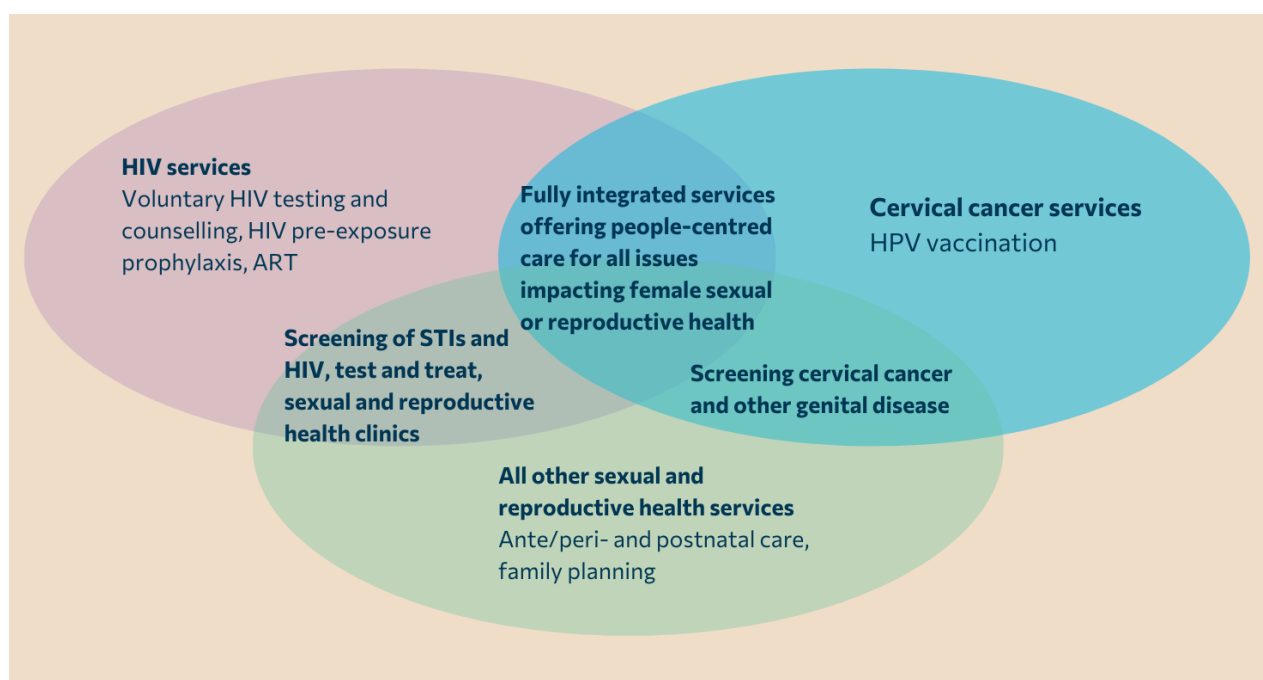 HIV services
Voluntary HIV testing and
counselling, HIV pre-exposure
prophylaxis, ART
Fully integrated services
offering people-centred
care for all issues
impacting female sexual
or reproductive health
Cervical cancer services
HPV vaccination
Screening of STIs and
HIV, test and treat,
sexual and reproductive
health clinics
Screening cervical cancer
and other genital disease
All other sexual and
reproductive health services
Ante/peri- and postnatal care,
family planning